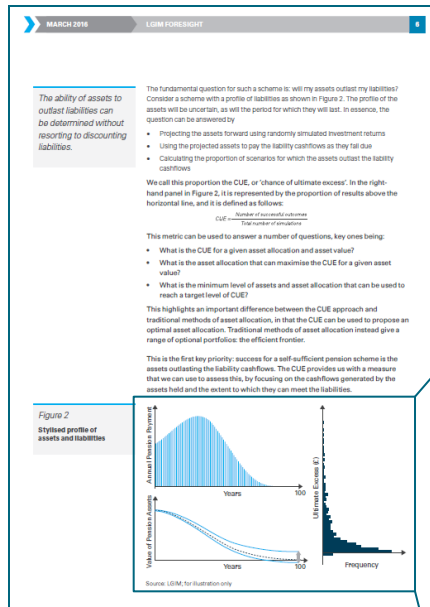 MARCH 2016
LGIM FORESIGHT
6
The ability of assets to
outlast liabilities can
be determined without
resorting to discounting
liabilities.
The fundamental question for such a scheme is: will my assets outlast my liabilities?
Consider a scheme with a profile of liabilities as shown in Figure 2. The profile of the
assets will be uncertain, as will the period for which they will last. In essence, the
question can be answered by
• Projecting the assets forward using randomly simulated investment returns
• Using the projected assets to pay the liability cashflows as they fall due
• Calculating the proportion of scenarios for which the assets outlast the liability
cashflows
We call this proportion the CUE, or 'chance of ultimate excess'. In the right-
hand panel in Figure 2, it is represented by the proportion of results above the
horizontal line, and it is defined as follows:
CUE = Number of successful outcomes
Total number of simulations
This metric can be used to answer a number of questions, key ones being:
• What is the CUE for a given asset allocation and asset value?
• What is the asset allocation that can maximise the CUE for a given asset
value?
• What is the minimum level of assets and asset allocation that can be used to
reach a target level of CUE?
This highlights an important difference between the CUE approach and
traditional methods of asset allocation, in that the CUE can be used to propose an
optimal asset allocation. Traditional methods of asset allocation instead give a
range of optimal portfolios: the efficient frontier.
This is the first key priority: success for a self-sufficient pension scheme is the
assets outlasting the liability cashflows. The CUE provides us with a measure
that we can use to assess this, by focusing on the cashflows generated by the
assets held and the extent to which they can meet the liabilities.
Figure 2
Stylised profile of
assets and liabilities
Annual Pension Payment
Years
100
Value of Pension Assets
Years
100
Ultimate Excess (£)
Frequency
Source: LGIM; for illustration only